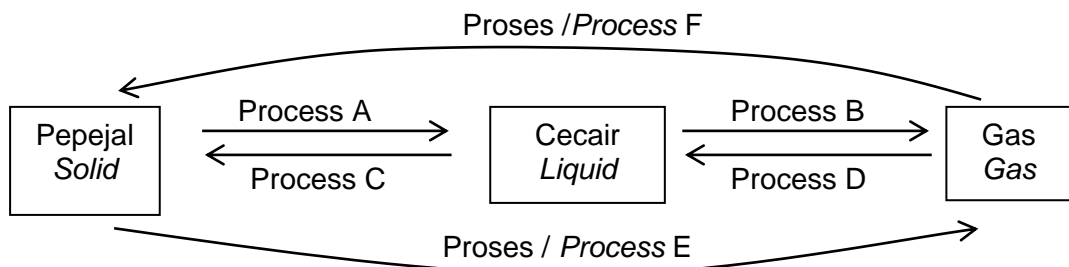 Proses /Process F
Process A
Process B
Pepejal
Solid
Cecair
Liquid
Gas
Gas
Process C
Process D
Proses / Process E